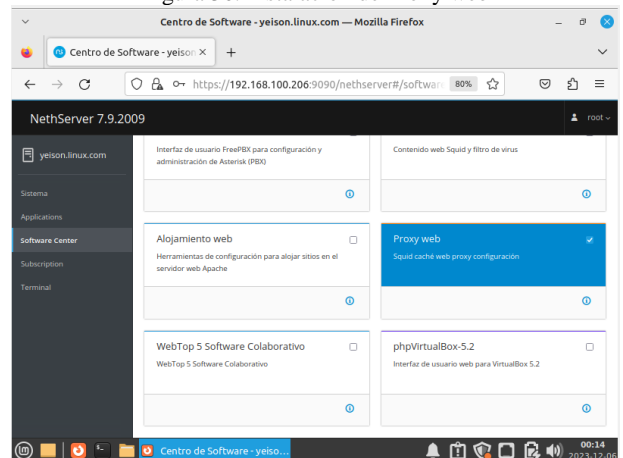 Centro de Software - yeison.linux.com — Mozilla Firefox
Centro de Software - yeison
https://192.168.100.206:9090/nethserver#/softwar 80%
NethServer 7.9.2009
root
yeison.linux.com
Sistema
Applications
Software Center
Subscription
Terminal
Interfaz de usuario FreePBX para configuración y
administración de Asterisk (PBX)
Contenido web Squid y filtro de virus
Alojamiento web
Herramientas de configuración para alojar sitios en el
servidor web Apache
Proxy web
Squid caché web proxy configuración
WebTop 5 Software Colaborativo
WebTop 5 Software Colaborativo
phpVirtualBox-5.2
Interfaz de usuario web para VirtualBox 5.2
Centro de Software - yeiso...
00:14
2023-12-06